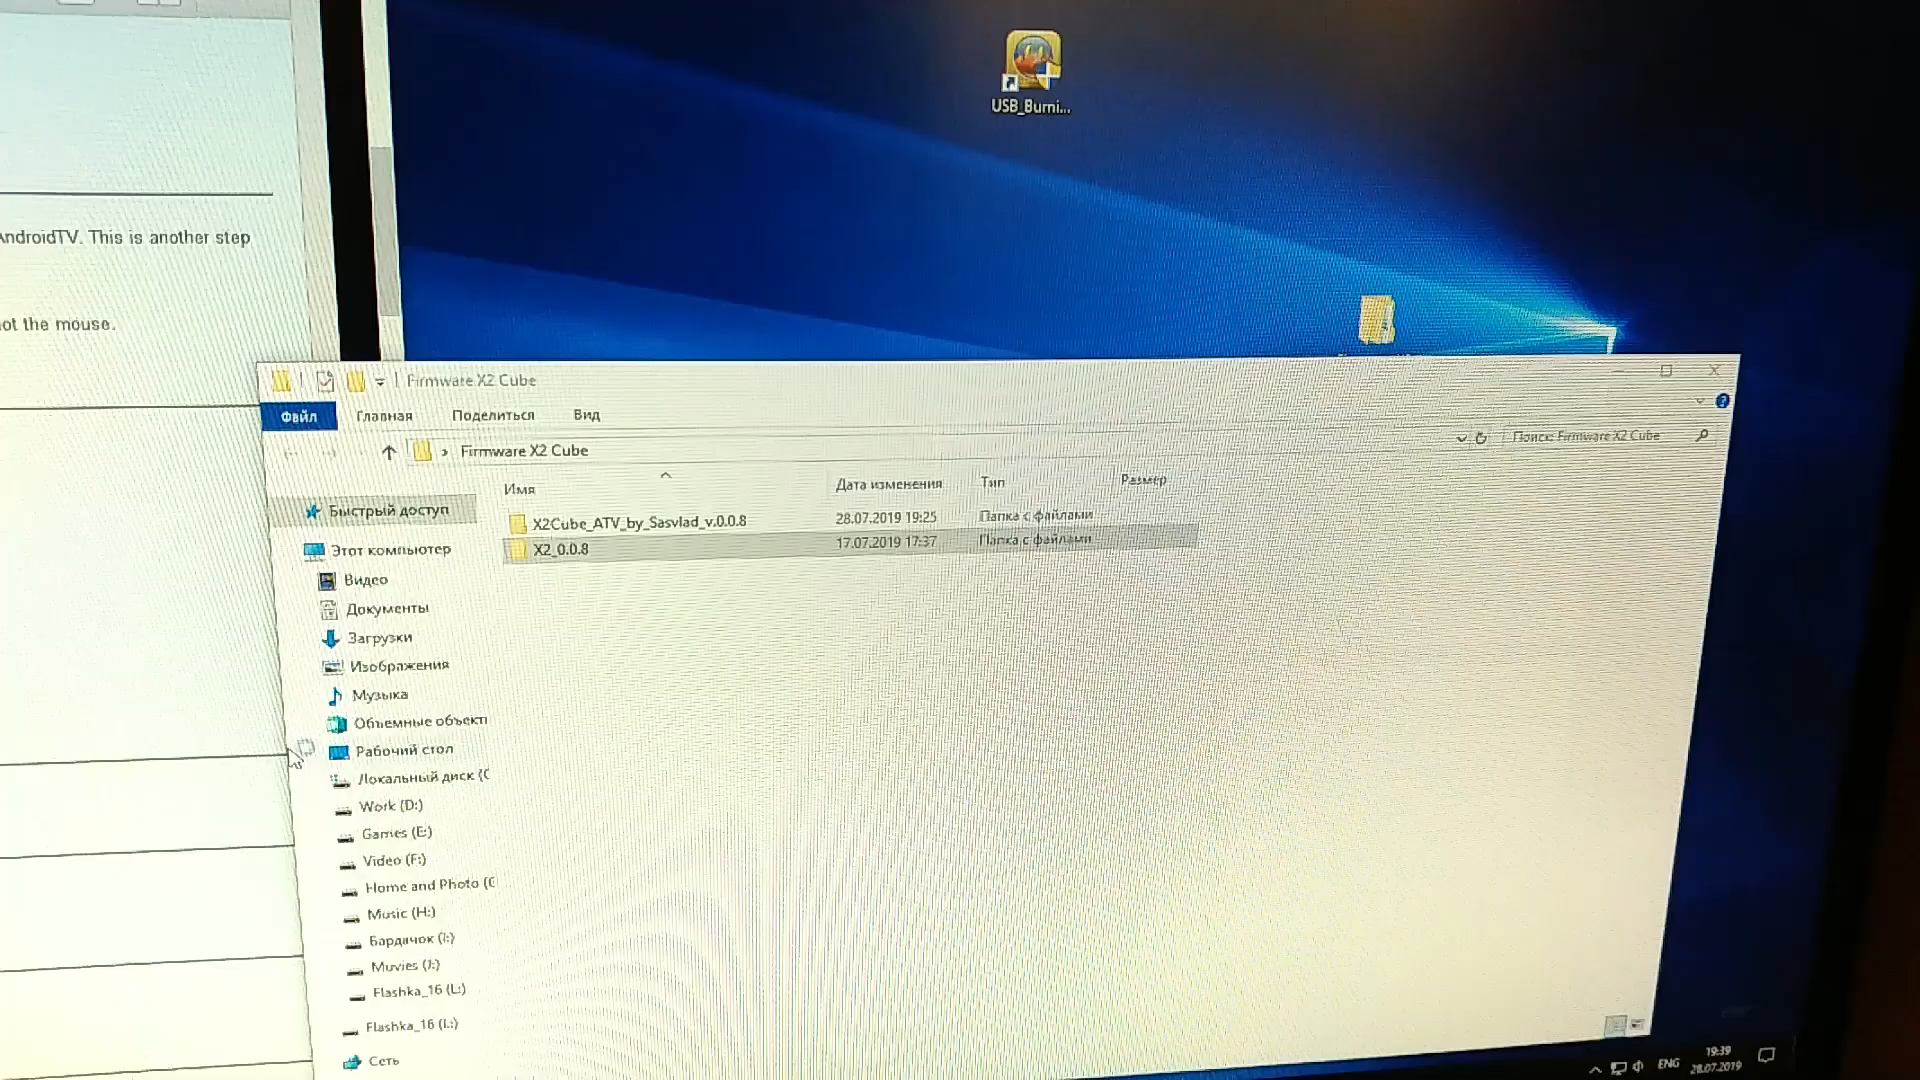 USB_Burni...
AndroidTV. This is another step
not the mouse.
Firmware X2 Cube
Файл Главная Поделиться Вид
Firmware X2 Cube
Поиск: Firmware X2 Cube
Имя Дата изменения Тип Размер
X2Cube_ATV_by_Sasvlad_v.0.0.8 28.07.2019 19:25 Папка с файлами
X2_0.0.8 17.07.2019 17:37 Папка с файлами
Быстрый доступ
Этот компьютер
Видео
Документы
Загрузки
Изображения
Музыка
Объемные объекты
Рабочий стол
Локальный диск (C
Work (D:)
Games (E:)
Video (F:)
Home and Photo (G
Music (H:)
Бардачок (I:)
Muvies (J:)
Flashka_16 (L:)
Flashka_16 (L:)
Сеть
ENG
19:39
28.07.2019